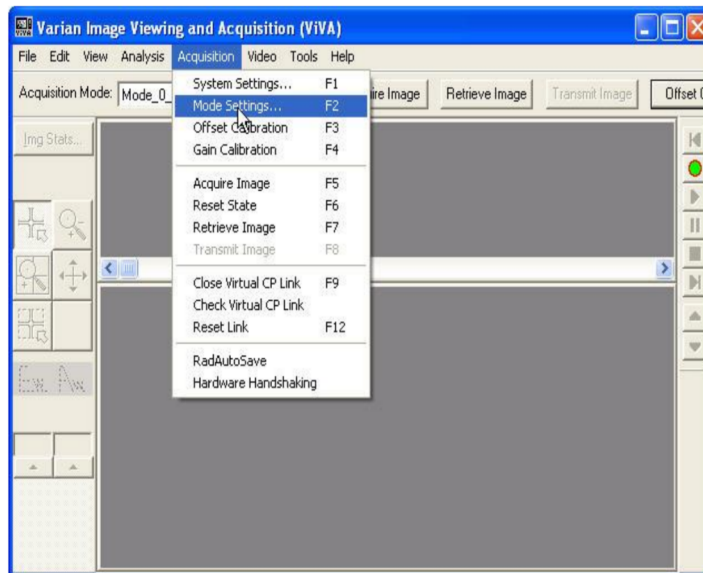 Varian Image Viewing and Acquisition (ViVA)
File Edit View Analysis Acquisition Video Tools Help
Acquisition Mode: Mode_0_ ire Image Retrieve Image Transmit Image Offset
Img Stats...
System Settings... F1
Mode Settings... F2
Offset Calibration F3
Gain Calibration F4
Acquire Image F5
Reset State F6
Retrieve Image F7
Transmit Image F8
Close Virtual CP Link F9
Check Virtual CP Link
Reset Link F12
RadAutoSave
Hardware Handshaking